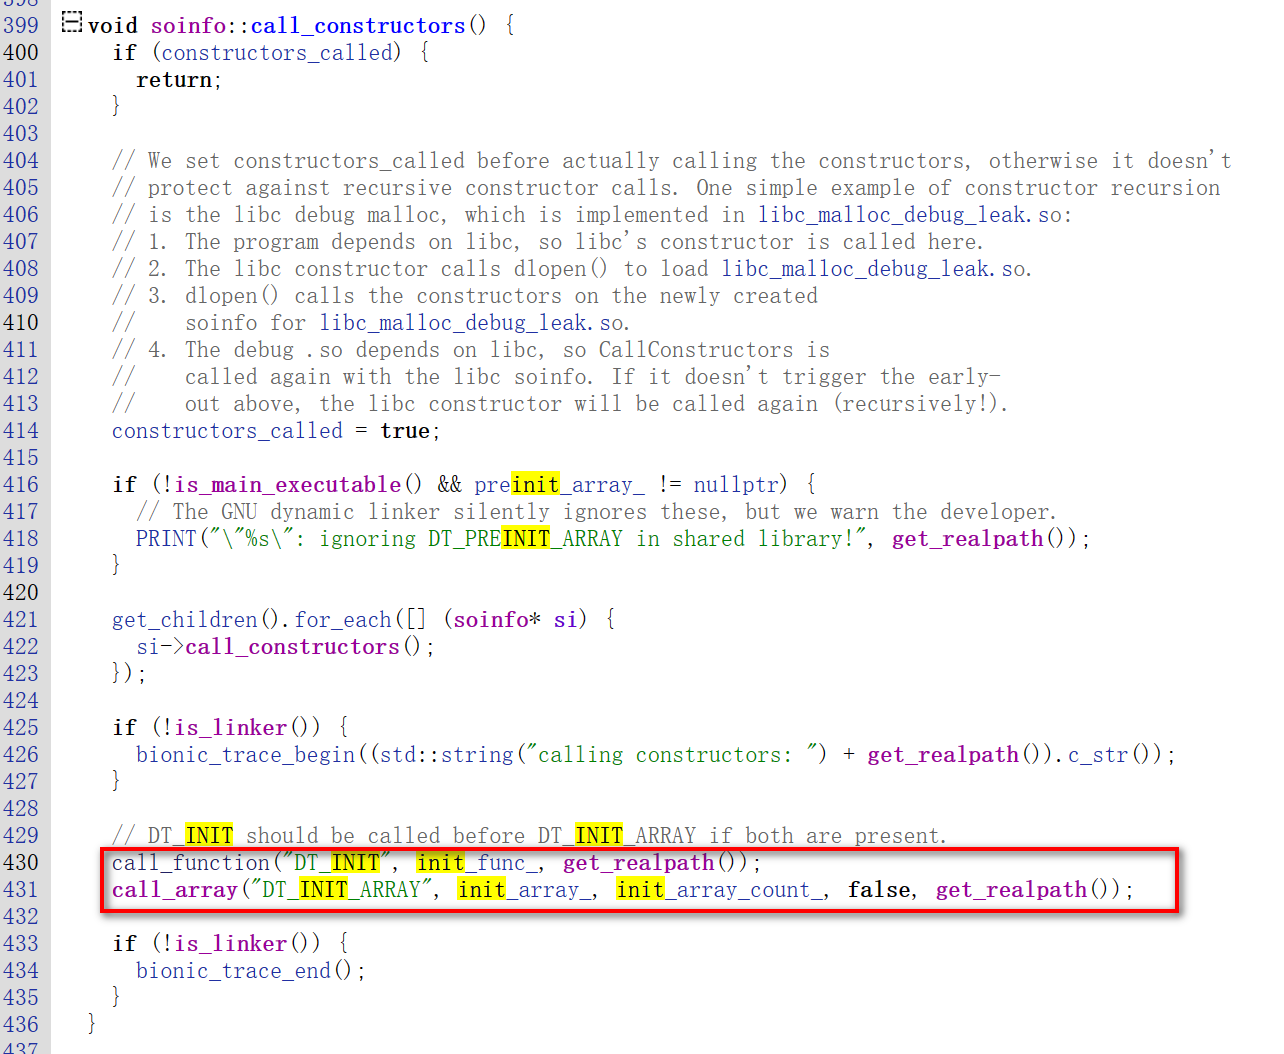 398
399 void soinfo::call_constructors() {
400 if (constructors_called) {
401 return;
402 }
403
404 // We set constructors_called before actually calling the constructors, otherwise it doesn't
405 // protect against recursive constructor calls. One simple example of constructor recursion
406 // is the libc debug malloc, which is implemented in libc_malloc_debug_leak.so:
407 // 1. The program depends on libc, so libc's constructor is called here.
408 // 2. The libc constructor calls dlopen() to load libc_malloc_debug_leak.so.
409 // 3. dlopen() calls the constructors on the newly created
410 // soinfo for libc_malloc_debug_leak.so.
411 // 4. The debug .so depends on libc, so CallConstructors is
412 // called again with the libc soinfo. If it doesn't trigger the early-
413 // out above, the libc constructor will be called again (recursively!).
414 constructors_called = true;
415
416 if (!is_main_executable() && preinit_array_ != nullptr) {
417 // The GNU dynamic linker silently ignores these, but we warn the developer.
418 PRINT("\"%s\": ignoring DT_PREINIT_ARRAY in shared library!", get_realpath());
419 }
420
421 get_children().for_each([] (soinfo* si) {
422 si->call_constructors();
423 });
424
425 if (!is_linker()) {
426 bionic_trace_begin((std::string("calling constructors: ") + get_realpath()).c_str());
427 }
428
429 // DT_INIT should be called before DT_INIT_ARRAY if both are present.
430 call_function("DT_INIT", init_func_, get_realpath());
431 call_array("DT_INIT_ARRAY", init_array_, init_array_count_, false, get_realpath());
432
433 if (!is_linker()) {
434 bionic_trace_end();
435 }
436 }
437